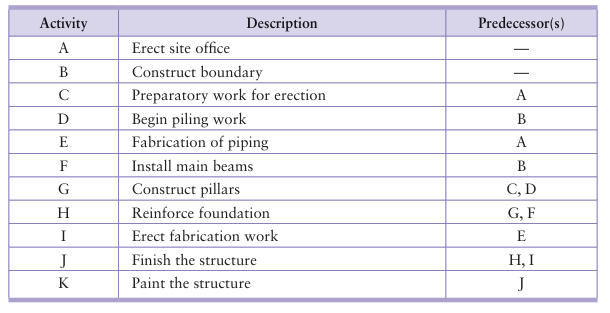 Activity Description Predecessor(s)
A Erect site office —
B Construct boundary —
C Preparatory work for erection A
D Begin piling work B
E Fabrication of piping A
F Install main beams B
G Construct pillars C, D
H Reinforce foundation G, F
I Erect fabrication work E
J Finish the structure H, I
K Paint the structure J